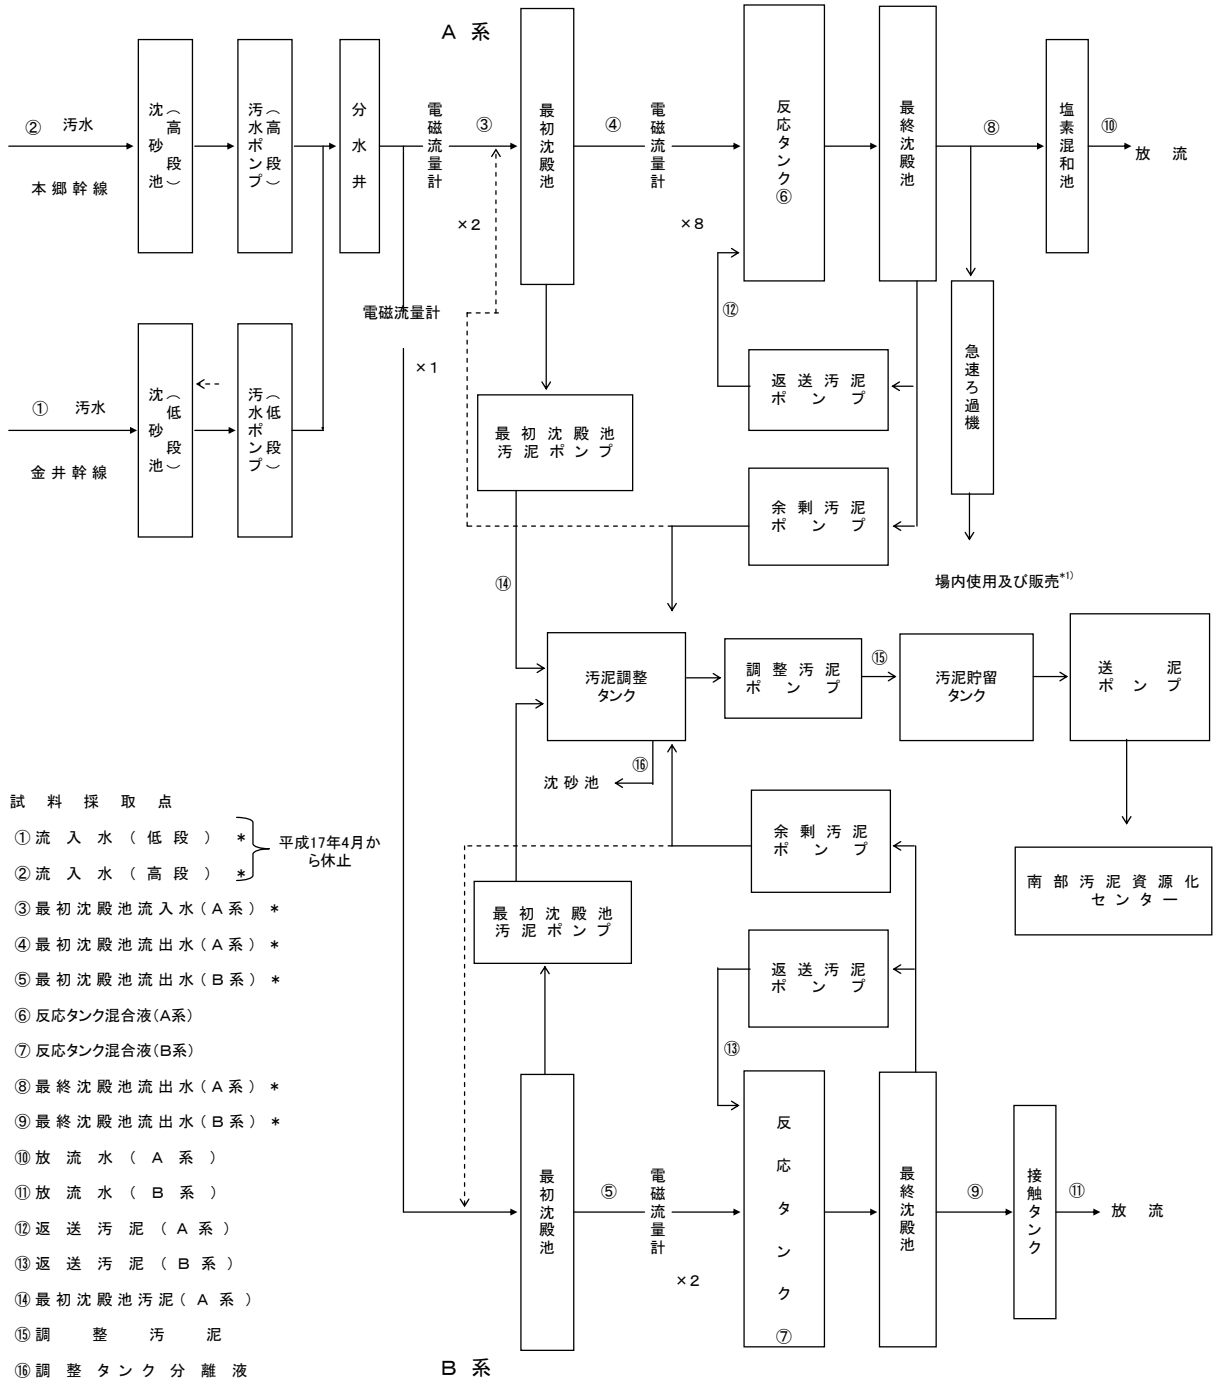 A 系
② 汚水
本郷幹線
沈砂池（高段）
汚水ポンプ（高段）
分水井
電磁流量計
③
×2
最初沈殿池
④
電磁流量計
×8
反応タンク
⑥
最終沈殿池
⑧
塩素混和池
⑩
放 流
① 汚水
金井幹線
沈砂池（低段）
汚水ポンプ（低段）
電磁流量計
×1
最初沈殿池
汚泥ポンプ
⑫
返送汚泥
ポンプ
余剰汚泥
ポンプ
急速ろ過機
場内使用及び販売*1)
⑭
汚泥調整
タンク
調整汚泥
ポンプ
⑮
汚泥貯留
タンク
送泥
ポンプ
⑯
沈砂池
余剰汚泥
ポンプ
南部汚泥資源化
センター
最初沈殿池
汚泥ポンプ
返送汚泥
ポンプ
⑬
最初沈殿池
⑤
電磁流量計
×2
反応タンク
⑦
最終沈殿池
⑨
接触タンク
⑪
放 流
B 系
試料採取点
①流入水（低段） *
②流入水（高段） *
平成17年4月か
ら休止
③最初沈殿池流入水（A系） *
④最初沈殿池流出水（A系） *
⑤最初沈殿池流出水（B系） *
⑥反応タンク混合液(A系)
⑦反応タンク混合液(B系)
⑧最終沈殿池流出水（A系） *
⑨最終沈殿池流出水（B系） *
⑩放流水（A系）
⑪放流水（B系）
⑫返送汚泥（A系）
⑬返送汚泥（B系）
⑭最初沈殿池汚泥（A系）
⑮調整汚泥
⑯調整タンク分離液